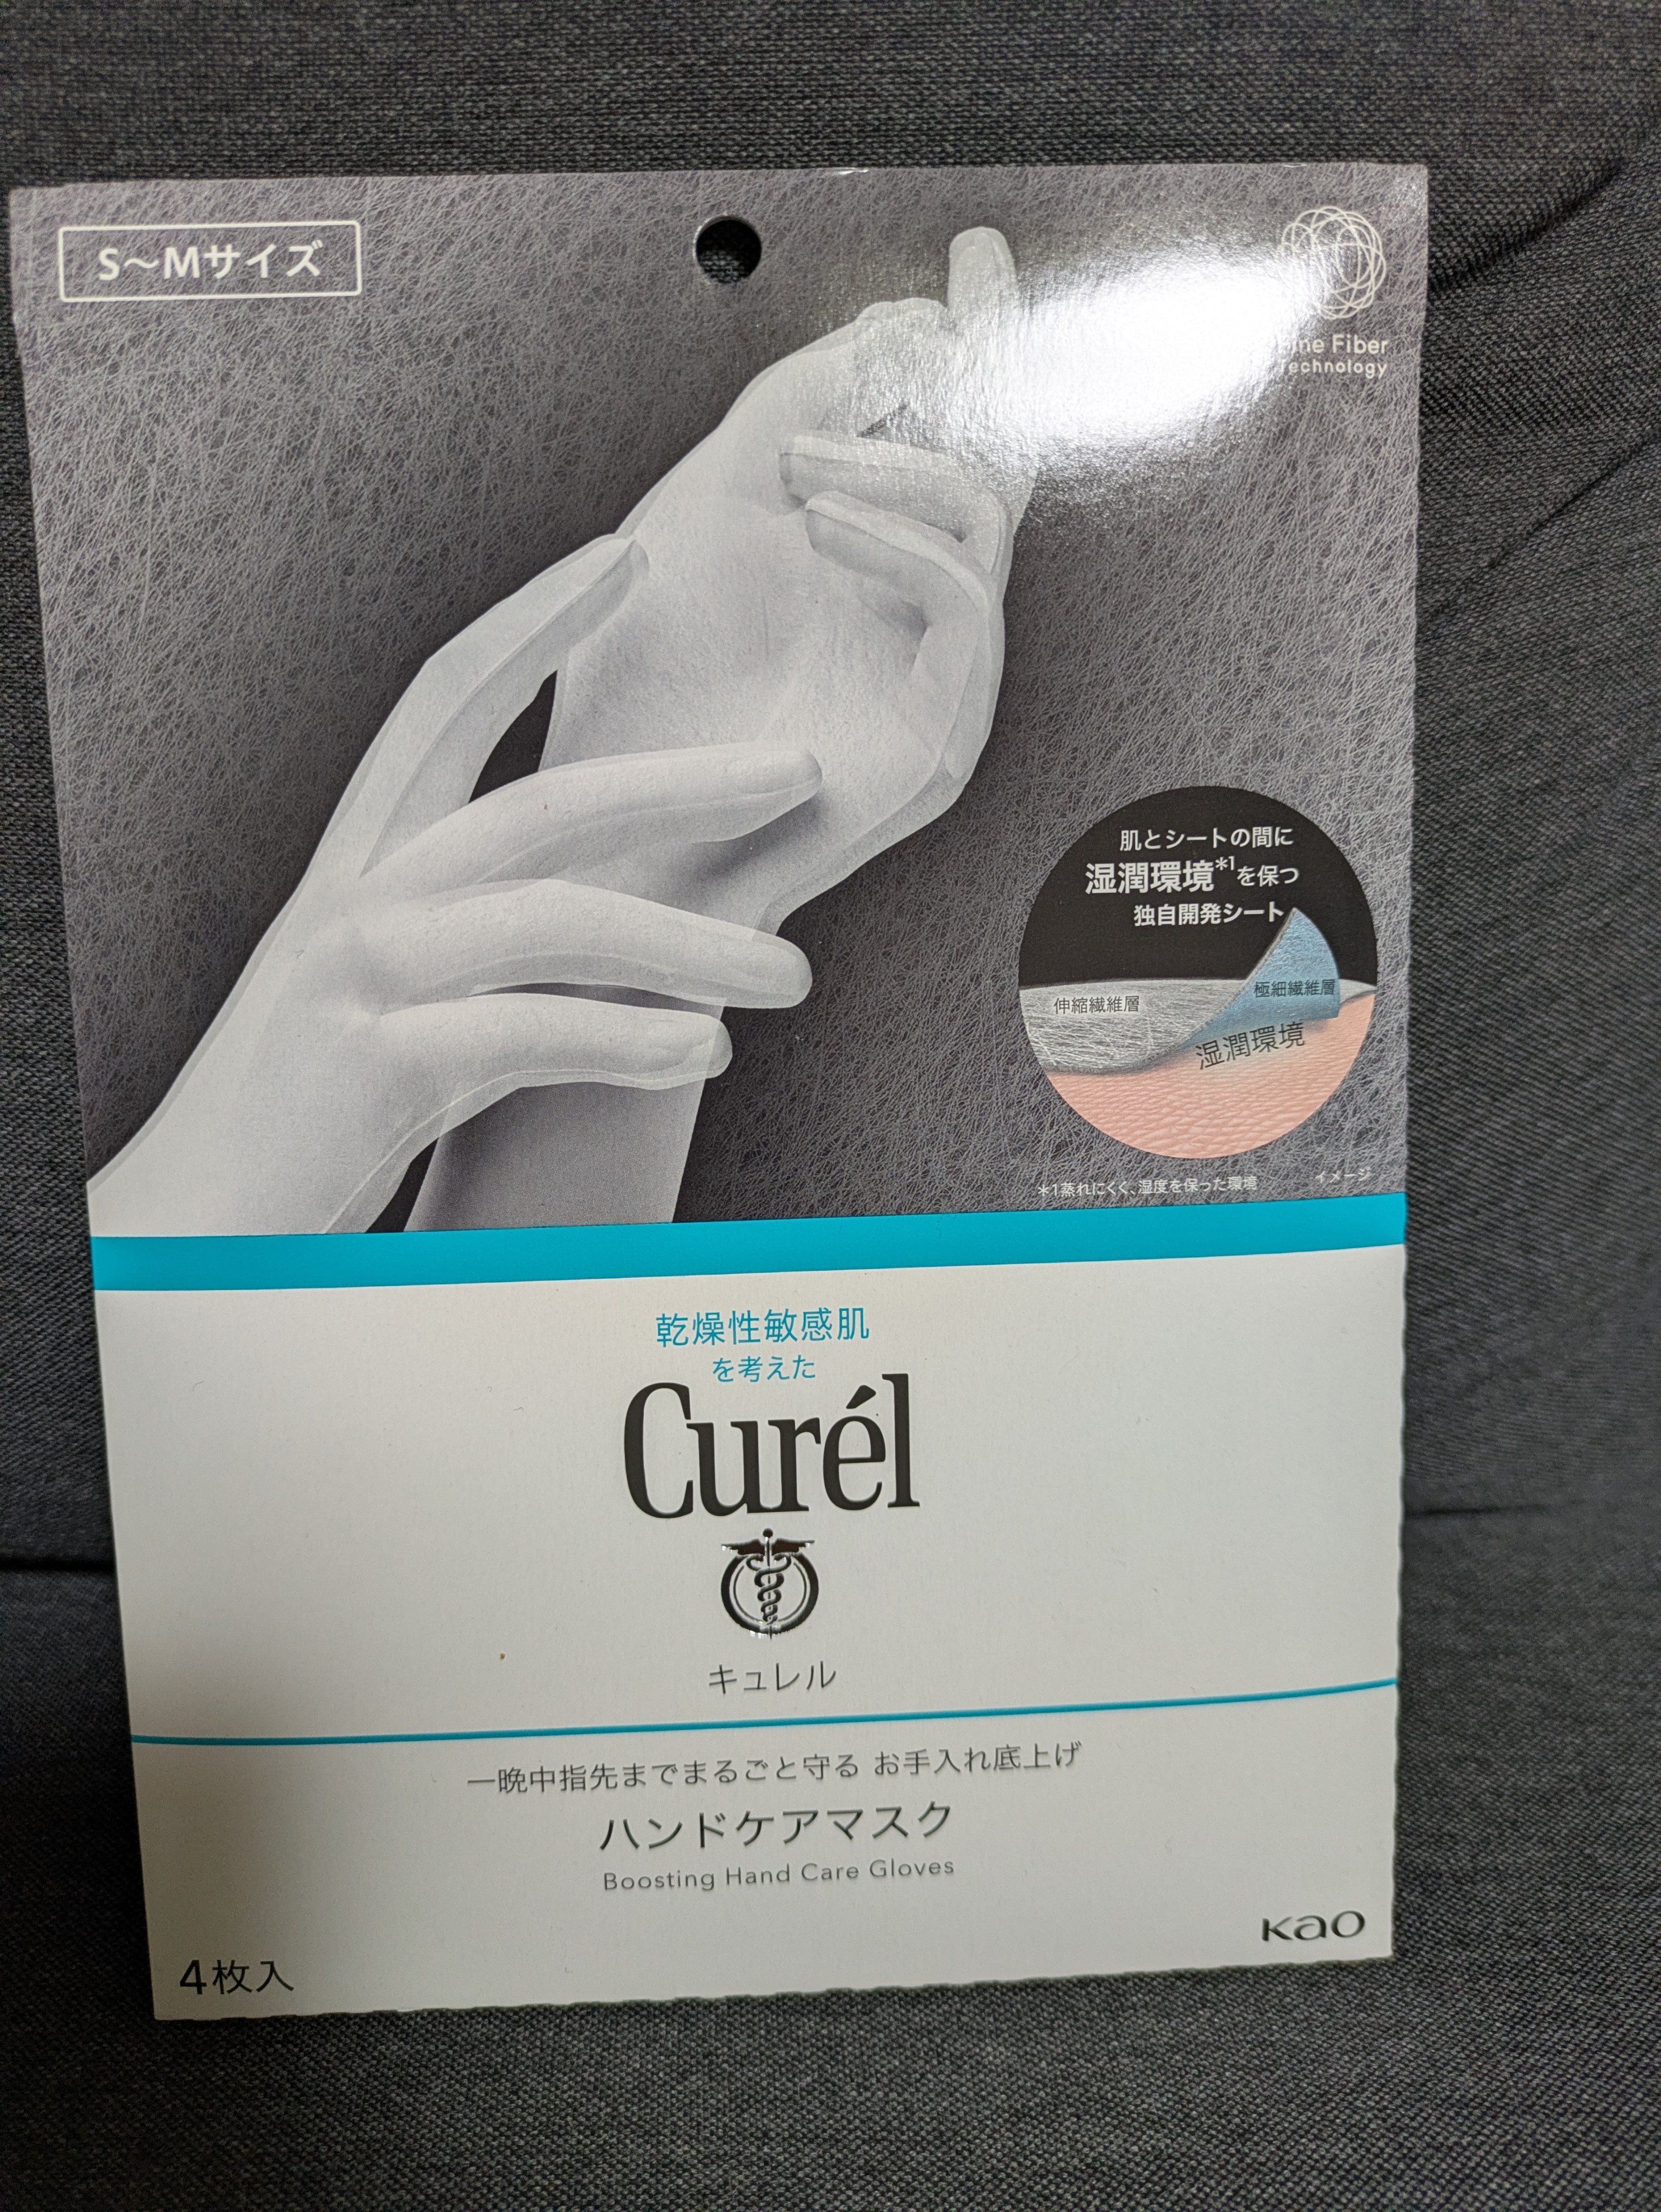 S〜Mサイズ
Fiber
肌とシートの間に
湿潤環境*1を保つ
独自開発シート
伸縮繊維層
極細繊維層
湿潤環境
*1蒸れにくく、湿度を保った環境
イメージ
乾燥性敏感肌
を考えた
Curél
キュレル
一晩中指先までまるごと守る お手入れ底上げ
ハンドケアマスク
Boosting Hand Care Gloves
Kao
4枚入